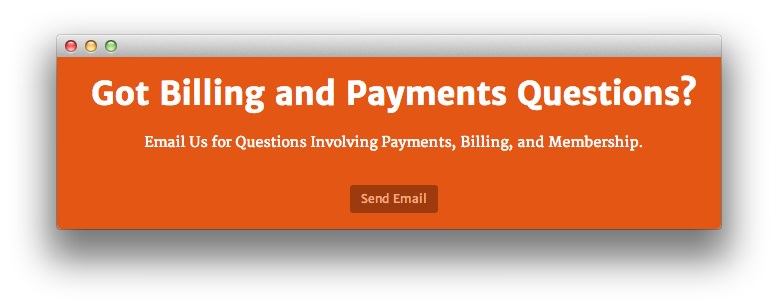 Got Billing and Payments Questions?
Email Us for Questions Involving Payments, Billing, and Membership.
Send Email